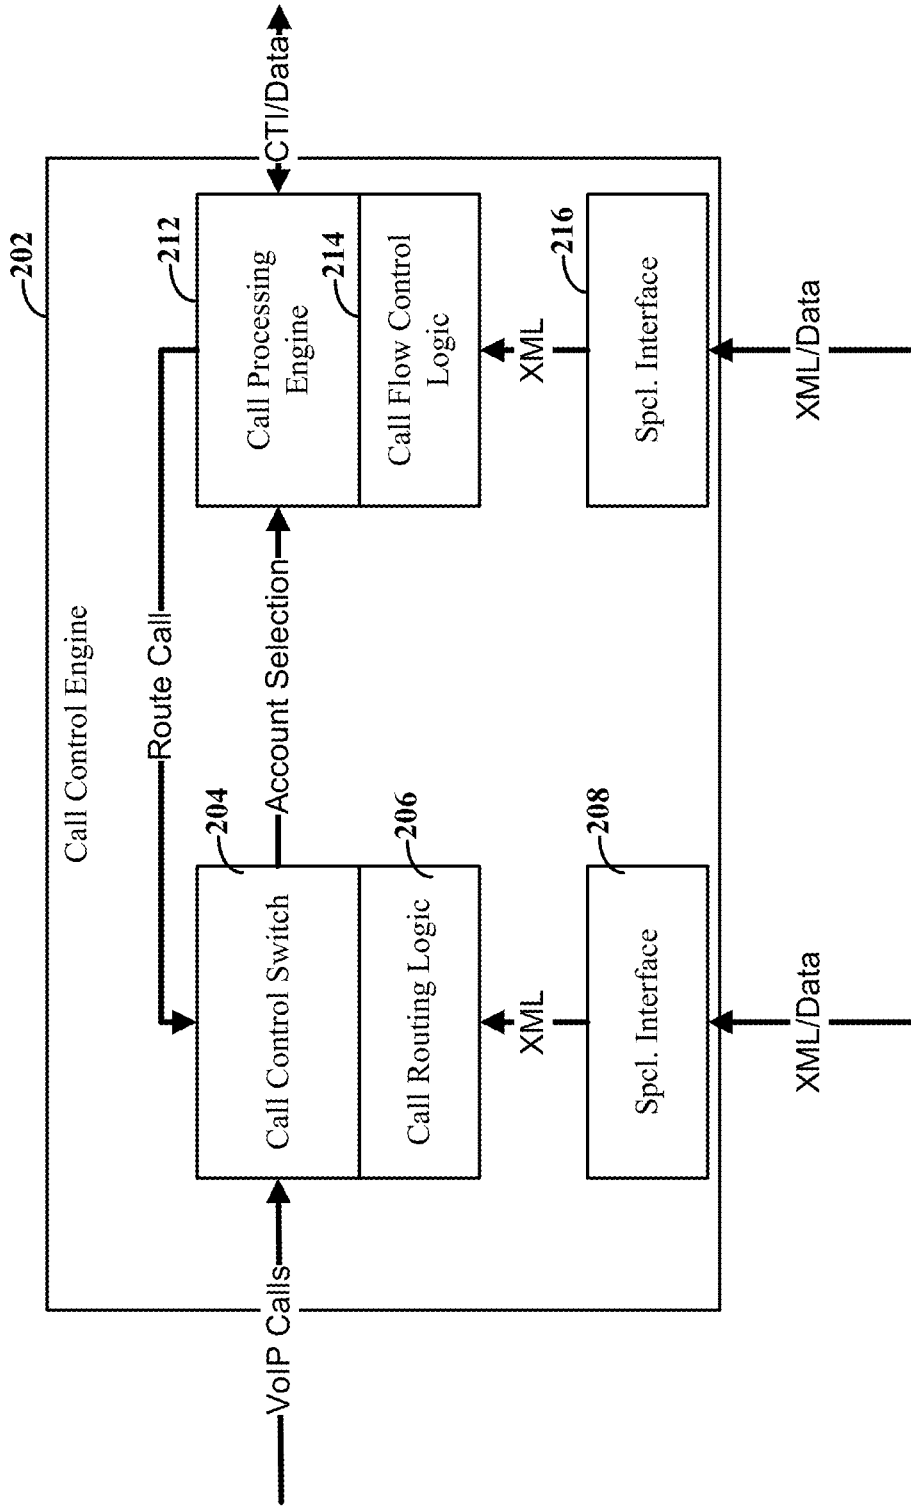 202
Call Control Engine
Route Call
204
212
VoIP Calls
Call Control Switch
Account Selection
Call Processing
Engine
CTI/Data
206
214
Call Routing Logic
Call Flow Control
Logic
XML
XML
208
216
Spcl. Interface
Spcl. Interface
XML/Data
XML/Data